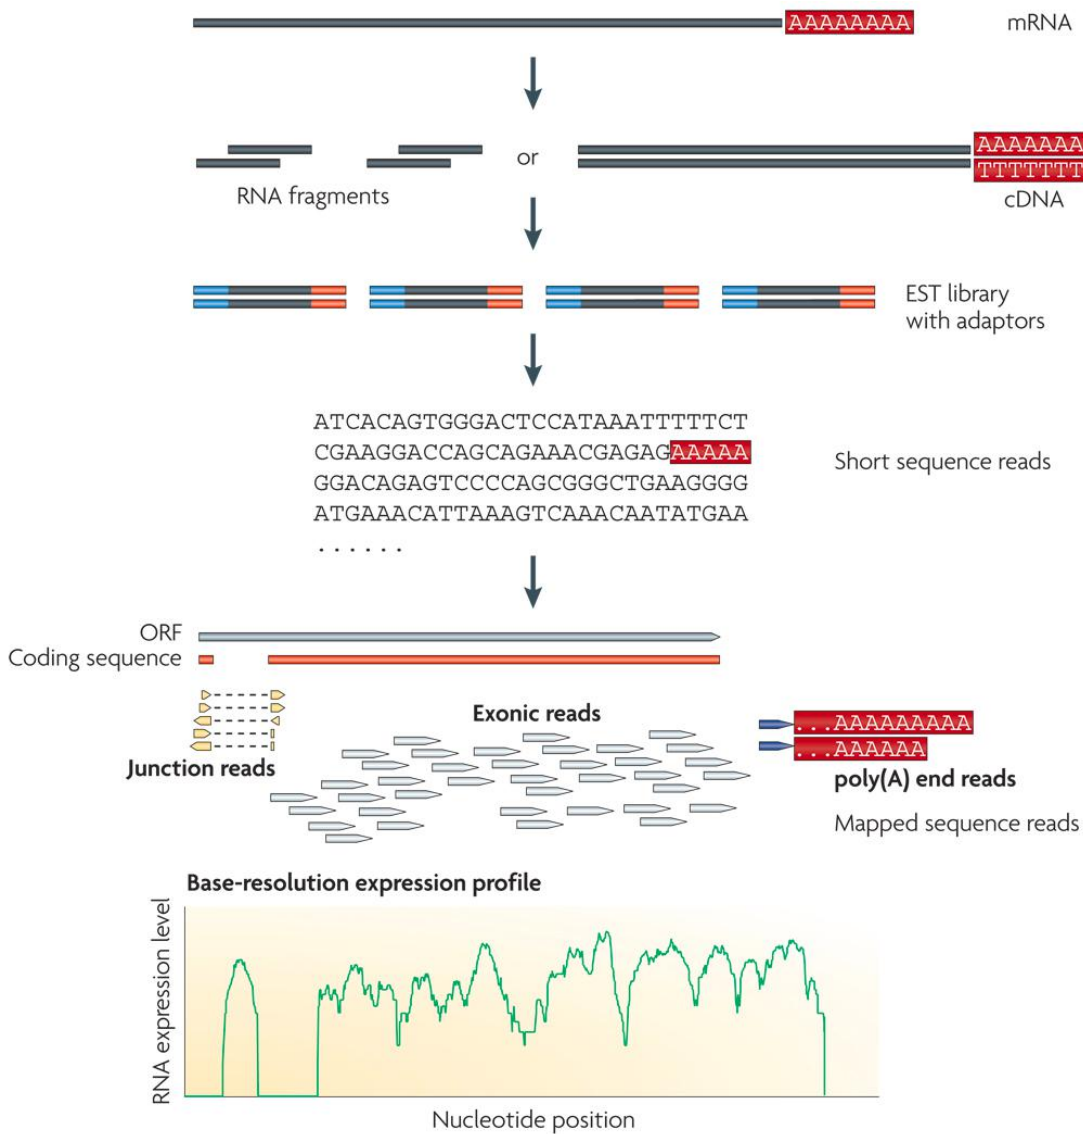 AAAAAAAA mRNA
AAAAAAA
or
TTTTTTT
RNA fragments
cDNA
EST library
with adaptors
ATCACAGTGGGACTCCATAAATTTTTCT
CGAAGGACCAGCAGAAACGAGAGAAAAA
Short sequence reads
GGACAGAGTCCCCAGCGGGCTGAAGGGG
ATGAAACATTAAAGTCAAACAATATGAA
. . . . . .
ORF
Coding sequence
Exonic reads
...AAAAAAAAA
...AAAAAA
Junction reads
poly(A) end reads
Mapped sequence reads
Base-resolution expression profile
RNA expression level
Nucleotide position